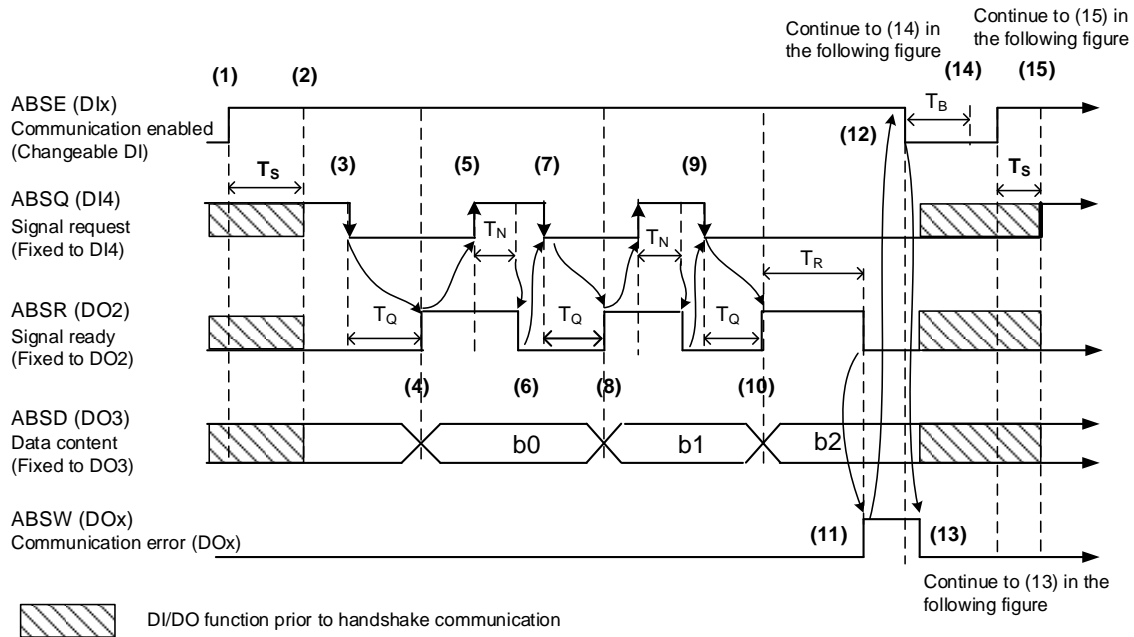 Continue to (14) in
the following figure
Continue to (15) in
the following figure
(1)
(2)
(14)
(15)
ABSE (DIx)
Communication enabled
(Changeable DI)
TB
(12)
TS
(3)
(5)
(7)
(9)
TS
ABSQ (DI4)
Signal request
(Fixed to DI4)
TN
TN
TR
ABSR (DO2)
Signal ready
(Fixed to DO2)
TQ
TQ
TQ
(4)
(6)
(8)
(10)
ABSD (DO3)
Data content
(Fixed to DO3)
b0
b1
b2
ABSW (DOx)
Communication error (DOx)
(11)
(13)
Continue to (13) in the
following figure
DI/DO function prior to handshake communication